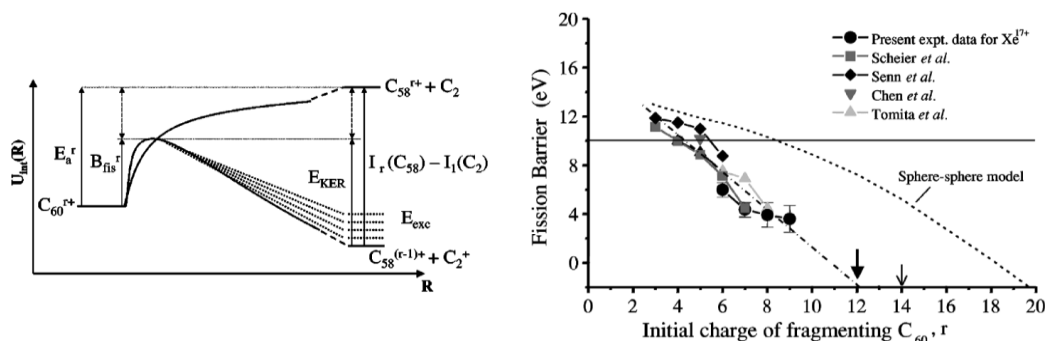 U_int(R)
C₅₈^r+ + C₂
E_a^r
B_fis^r
I_r(C₅₈) – I₁(C₂)
E_KER
C₆₀^r+
E_exc
C₅₈^(r-1)+ + C₂⁺
R
20
16
12
8
4
0
Fission Barrier (eV)
Present expt. data for Xe¹⁷⁺
Scheier et al.
Senn et al.
Chen et al.
Tomita et al.
Sphere-sphere model
0 2 4 6 8 10 12 14 16 18 20
Initial charge of fragmenting C₆₀, r